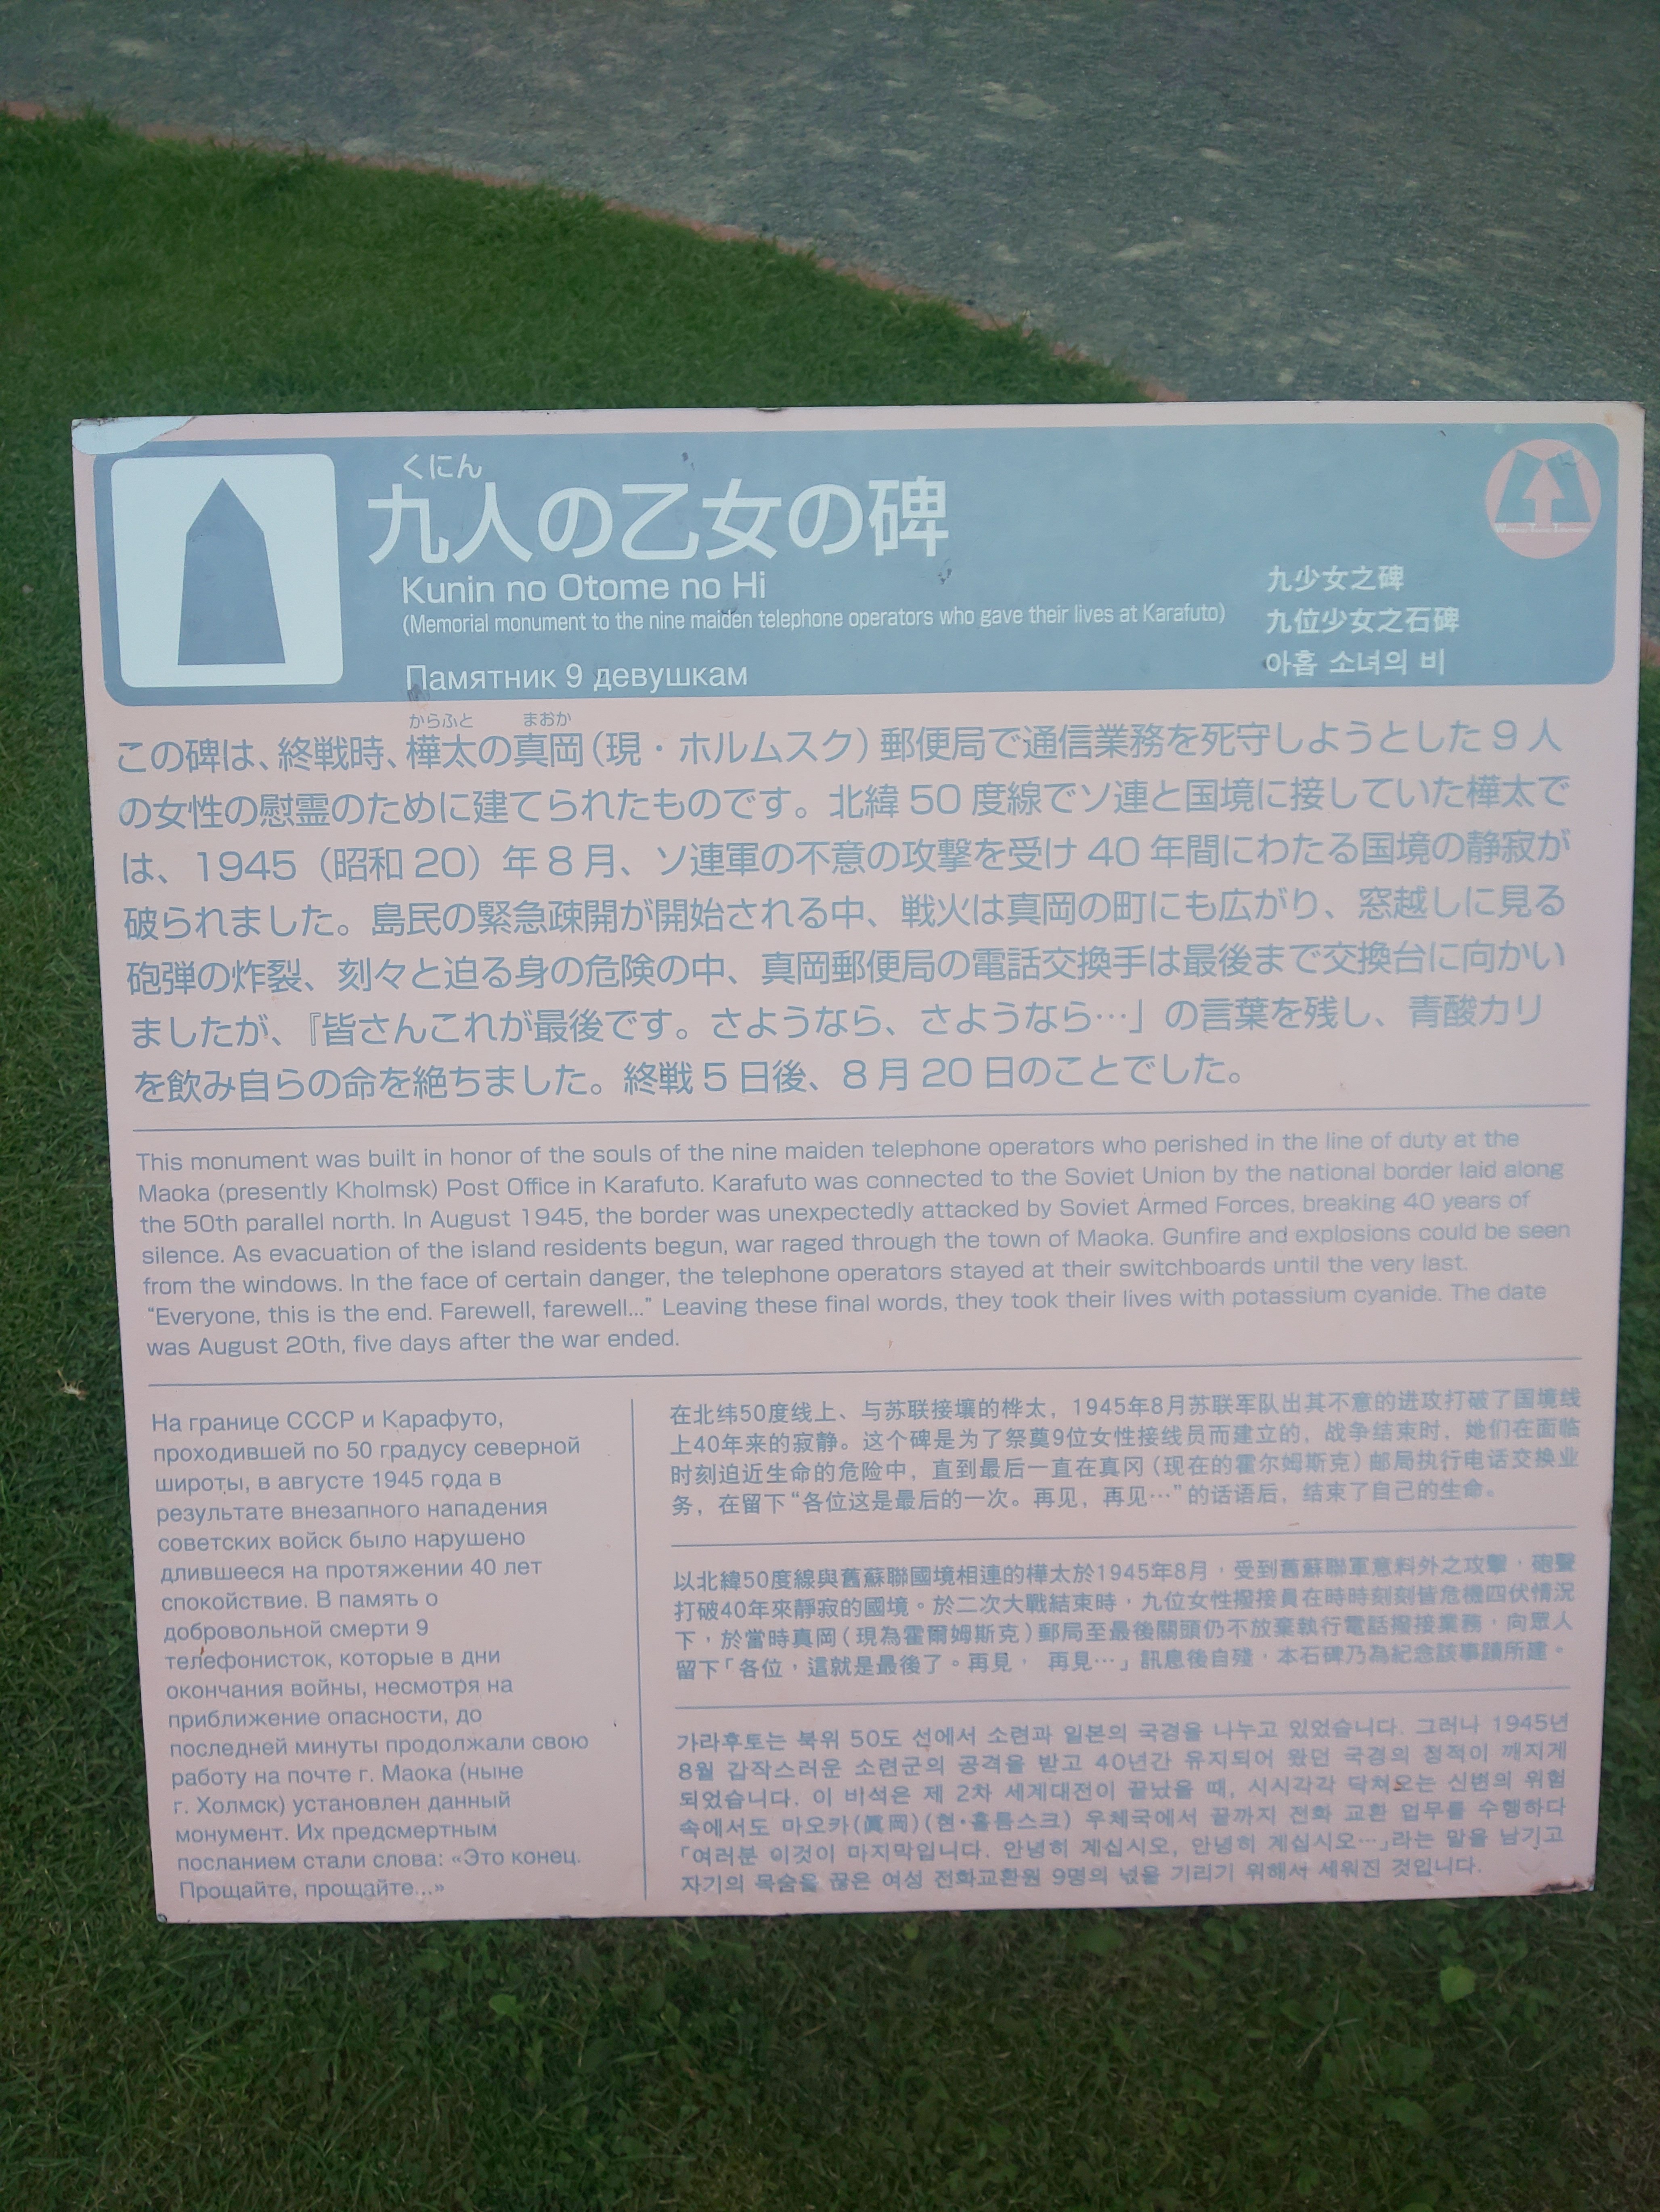 くにん
九人の乙女の碑
Kunin no Otome no Hi
(Memorial monument to the nine maiden telephone operators who gave their lives at Karafuto)
Памятник 9 девушкам
九少女之碑
九位少女之石碑
아홉 소녀의 비
からふと まおか
この碑は、終戦時、樺太の真岡（現・ホルムスク）郵便局で通信業務を死守しようとした 9 人
の女性の慰霊のために建てられたものです。北緯 50 度線でソ連と国境に接していた樺太で
は、1945（昭和 20）年 8 月、ソ連軍の不意の攻撃を受け 40 年間にわたる国境の静寂が
破られました。島民の緊急疎開が開始される中、戦火は真岡の町にも広がり、窓越しに見る
砲弾の炸裂、刻々と迫る身の危険の中、真岡郵便局の電話交換手は最後まで交換台に向かい
ましたが、『皆さんこれが最後です。さようなら、さようなら…」の言葉を残し、青酸カリ
を飲み自らの命を絶ちました。終戦 5 日後、8 月 20 日のことでした。
This monument was built in honor of the souls of the nine maiden telephone operators who perished in the line of duty at the
Maoka (presently Kholmsk) Post Office in Karafuto. Karafuto was connected to the Soviet Union by the national border laid along
the 50th parallel north. In August 1945, the border was unexpectedly attacked by Soviet Armed Forces, breaking 40 years of
silence. As evacuation of the island residents begun, war raged through the town of Maoka. Gunfire and explosions could be seen
from the windows. In the face of certain danger, the telephone operators stayed at their switchboards until the very last.
“Everyone, this is the end. Farewell, farewell...” Leaving these final words, they took their lives with potassium cyanide. The date
was August 20th, five days after the war ended.
На границе СССР и Карафуто,
проходившей по 50 градусу северной
широты, в августе 1945 года в
результате внезапного нападения
советских войск было нарушено
длившееся на протяжении 40 лет
спокойствие. В память о
добровольной смерти 9
телефонисток, которые в дни
окончания войны, несмотря на
приближение опасности, до
последней минуты продолжали свою
работу на почте г. Маока (ныне
г. Холмск) установлен данный
монумент. Их предсмертным
посланием стали слова: «Это конец.
Прощайте, прощайте...»
在北纬50度线上、与苏联接壤的桦太，1945年8月苏联军队出其不意的进攻打破了国境线
上40年来的寂静。这个碑是为了祭奠9位女性接线员而建立的，战争结束时，她们在面临
时刻迫近生命的危险中，直到最后一直在真冈（现在的霍尔姆斯克）邮局执行电话交换业
务，在留下“各位这是最后的一次。再见，再见…”的话语后，结束了自己的生命。
以北緯50度線與舊蘇聯國境相連的樺太於1945年8月，受到舊蘇聯軍意料外之攻擊，砲聲
打破40年來靜寂的國境。於二次大戰結束時，九位女性撥接員在時時刻刻皆危機四伏情況
下，於當時真岡（現為霍爾姆斯克）郵局至最後關頭仍不放棄執行電話撥接業務，向眾人
留下「各位，這就是最後了。再見， 再見…」訊息後自殘，本石碑乃為紀念該事蹟所建。
가라후토는 북위 50도 선에서 소련과 일본의 국경을 나누고 있었습니다. 그러나 1945년
8월 갑작스러운 소련군의 공격을 받고 40년간 유지되어 왔던 국경의 정적이 깨지게
되었습니다. 이 비석은 제 2차 세계대전이 끝났을 때, 시시각각 닥쳐오는 신변의 위험
속에서도 마오카(眞岡)(현·홀름스크) 우체국에서 끝까지 전화 교환 업무를 수행하다
「여러분 이것이 마지막입니다. 안녕히 계십시오, 안녕히 계십시오…」라는 말을 남기고
자기의 목숨을 끊은 여성 전화교환원 9명의 넋을 기리기 위해서 세워진 것입니다.